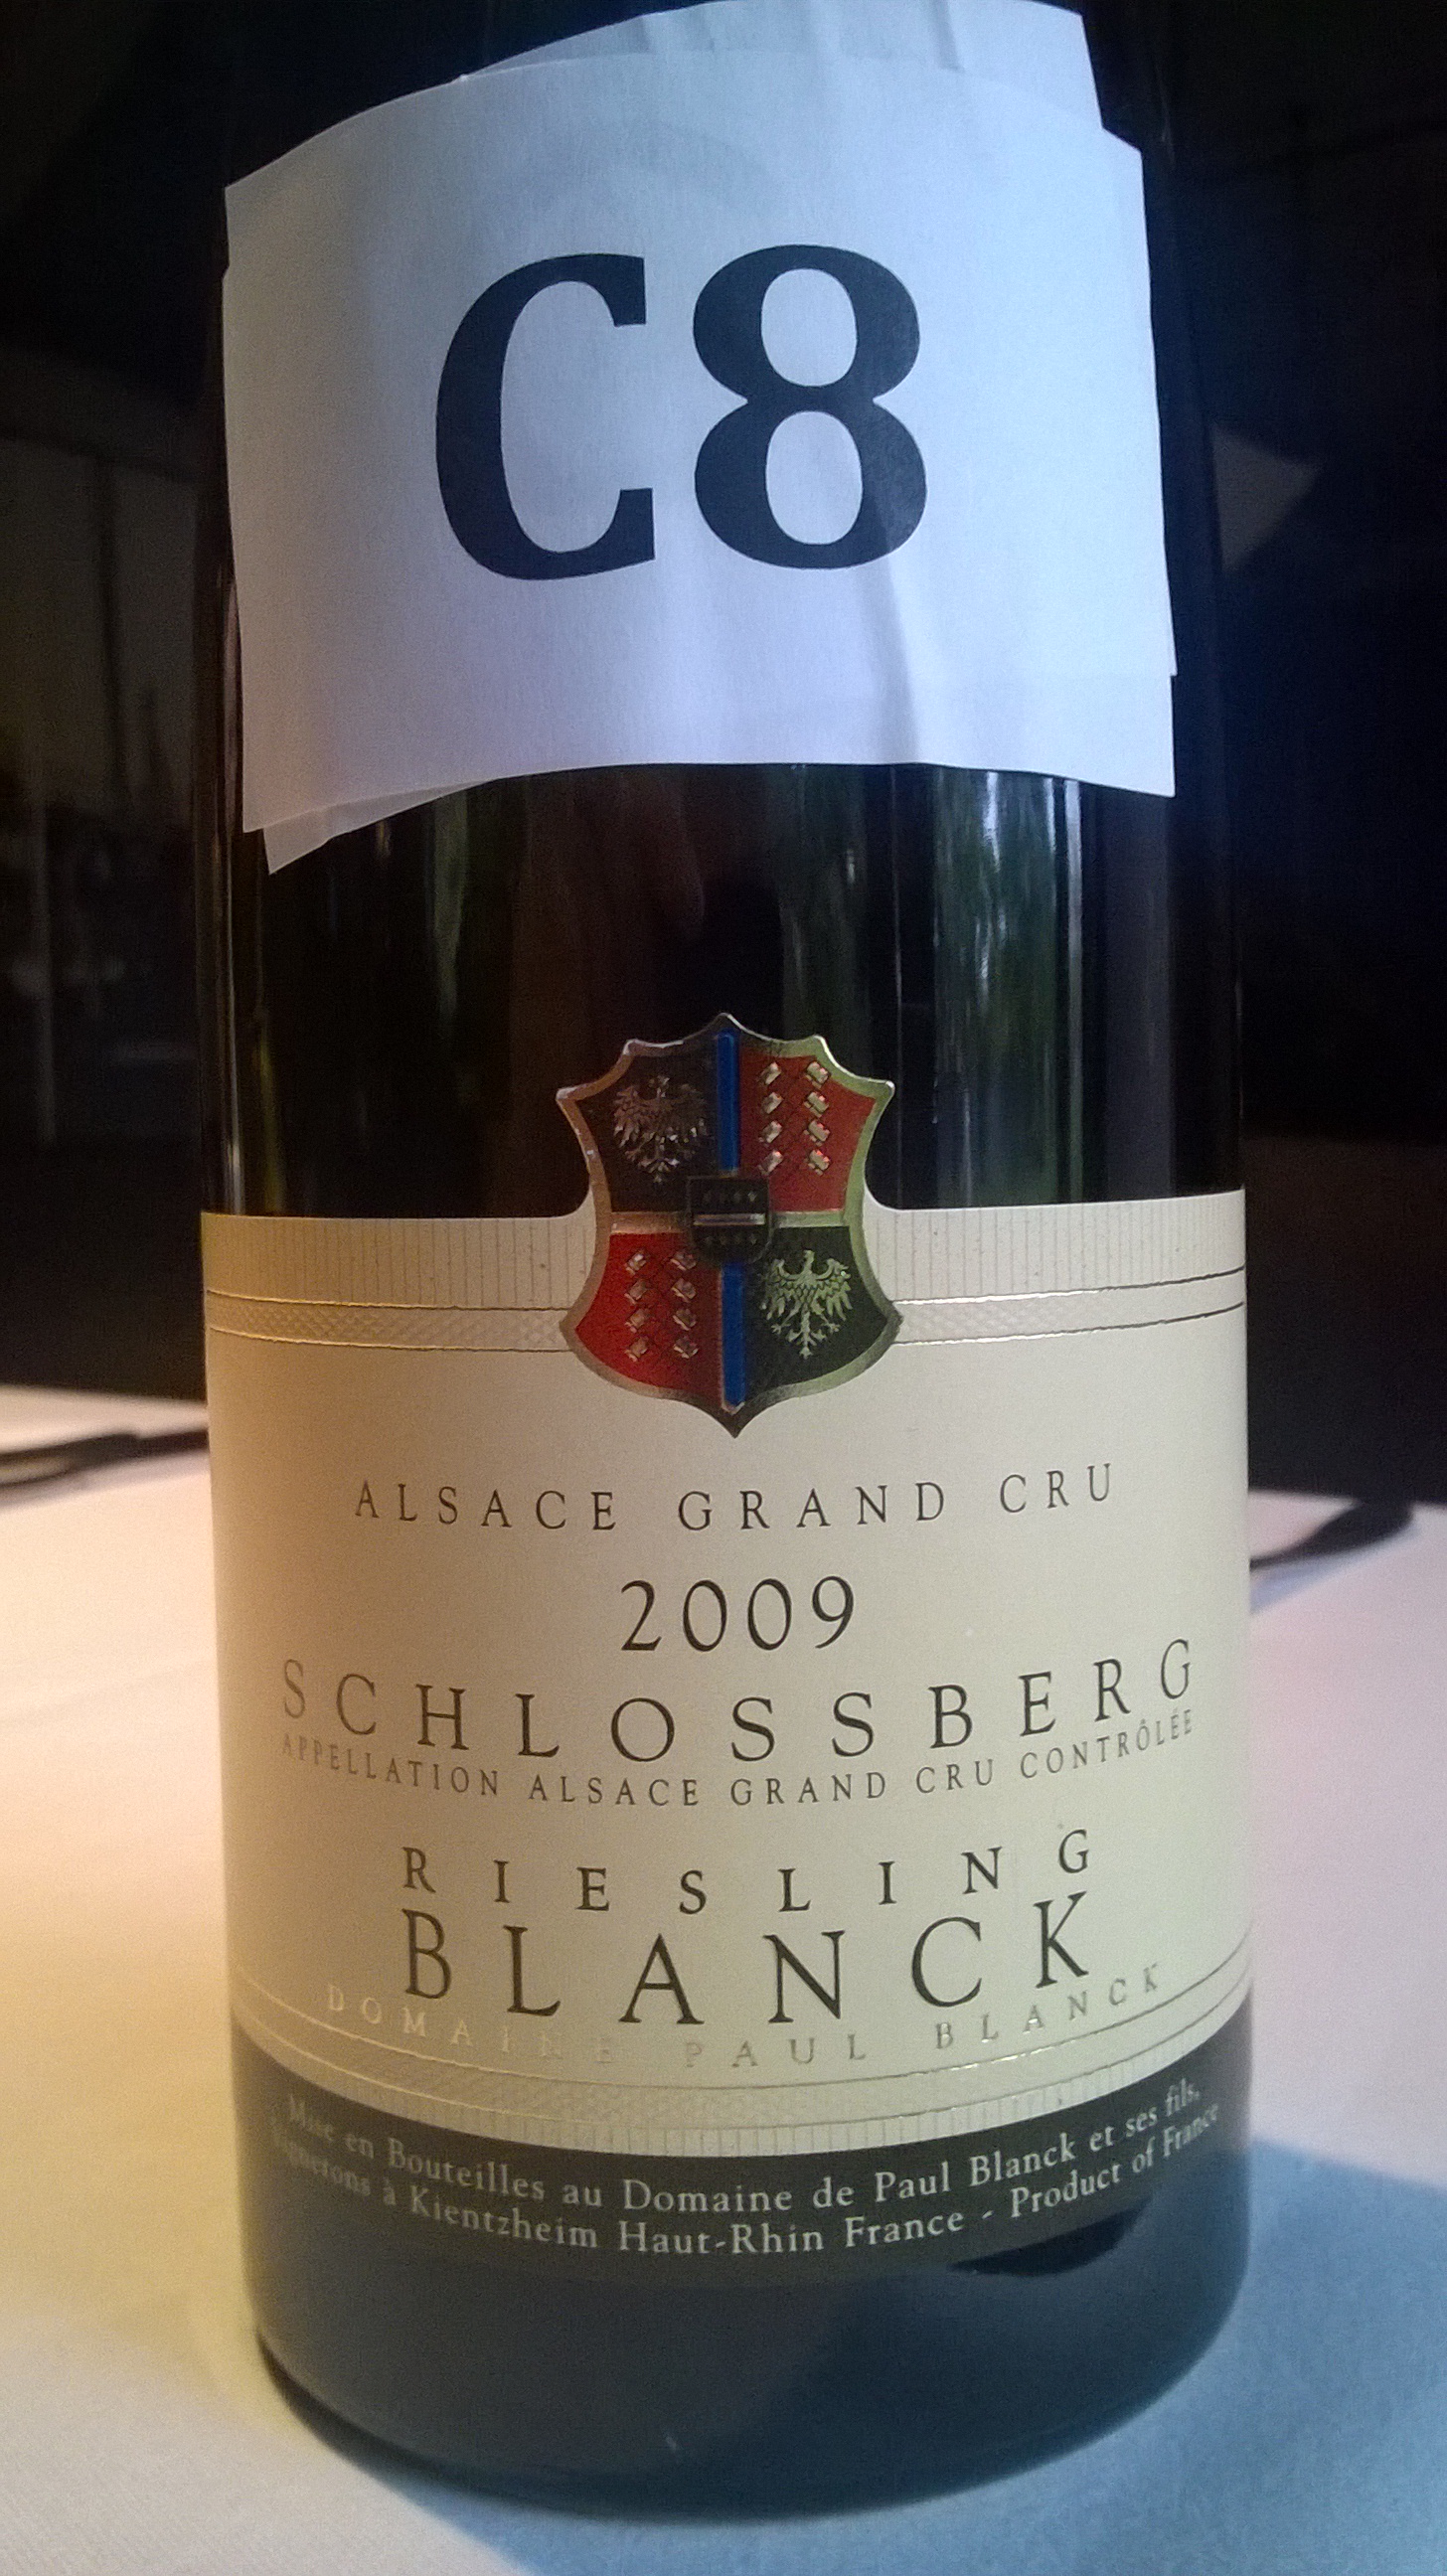 C8
ALSACE GRAND CRU
2009
SCHLOSSBERG
APPELLATION ALSACE GRAND CRU CONTRÔLÉE
RIESLING
BLANCK
DOMAINE PAUL BLANCK
Mise en Bouteilles au Domaine de Paul Blanck et ses fils,
Vignerons à Kientzheim Haut-Rhin France - Product of France